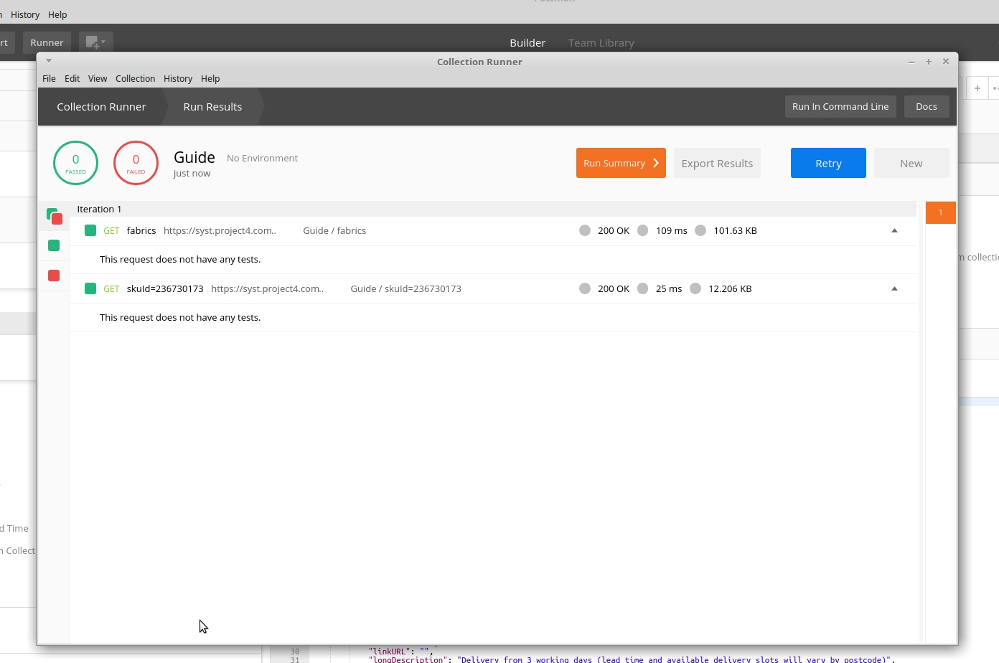 History Help
rt Runner Builder Team Library
Collection Runner
File Edit View Collection History Help
Collection Runner Run Results Run In Command Line Docs
0 PASSED
0 FAILED
Guide No Environment
just now
Run Summary Export Results Retry New
Iteration 1
1
GET fabrics https://syst.project4.com.. Guide / fabrics 200 OK 109 ms 101.63 KB
This request does not have any tests.
GET skuId=236730173 https://syst.project4.com.. Guide / skuId=236730173 200 OK 25 ms 12.206 KB
This request does not have any tests.
d Time
n Collect
30 "linkURL": "",
31 "longDescription": "Delivery from 3 working days (lead time and available delivery slots will vary by postcode)",